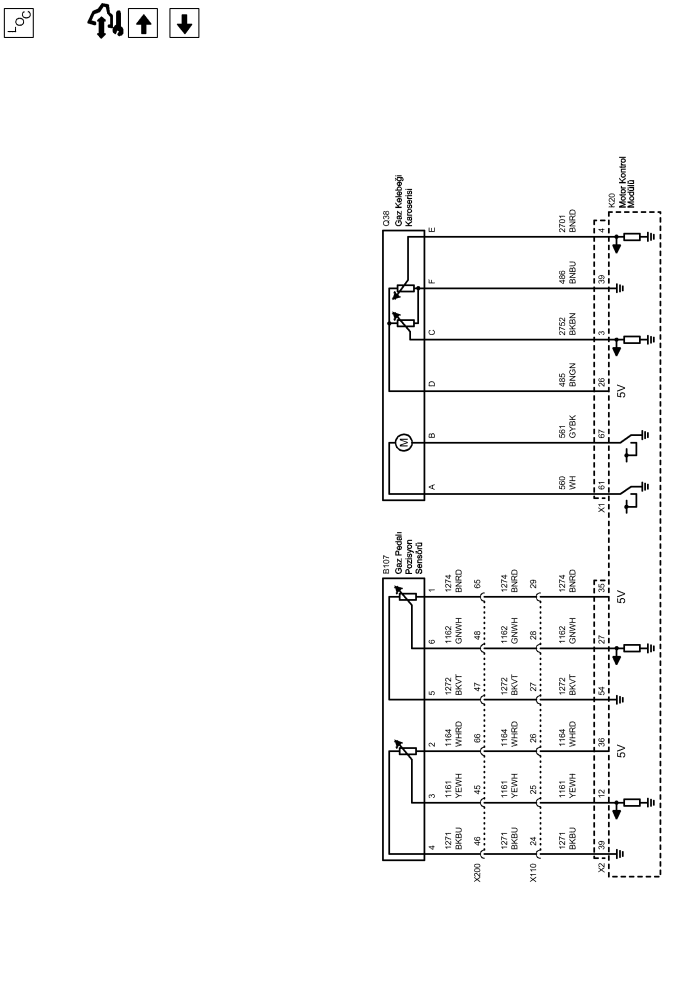 LOC
B107
Gaz Pedalı
Pozisyon
Sensörü
Q38
Gaz Kelebeği
Karoserisi
M
4 3 2 5 6 1 A B D C F E
1271 1161 1164 1272 1162 1274
BKBU YEWH WHRD BKVT GNWH BNRD
X200 46 45 66 47 48 65
1271 1161 1164 1272 1162 1274
BKBU YEWH WHRD BKVT GNWH BNRD
X110 24 25 26 27 28 29
1271 1161 1164 1272 1162 1274 560 561 485 2752 486 2701
BKBU YEWH WHRD BKVT GNWH BNRD WH GYBK BNGN BKBN BNBU BNRD
X2 39 12 36 54 27 35 X1 61 67 26 3 39 4
K20
Motor Kontrol
Modülü
5V 5V 5V